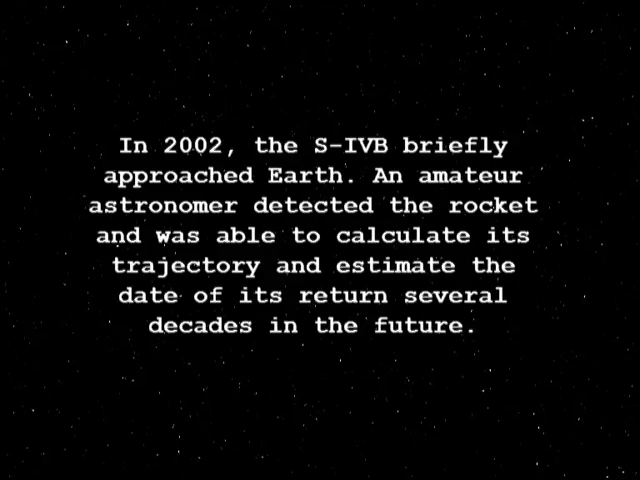 In 2002, the S-IVB briefly
approached Earth. An amateur
astronomer detected the rocket
and was able to calculate its
trajectory and estimate the
date of its return several
decades in the future.